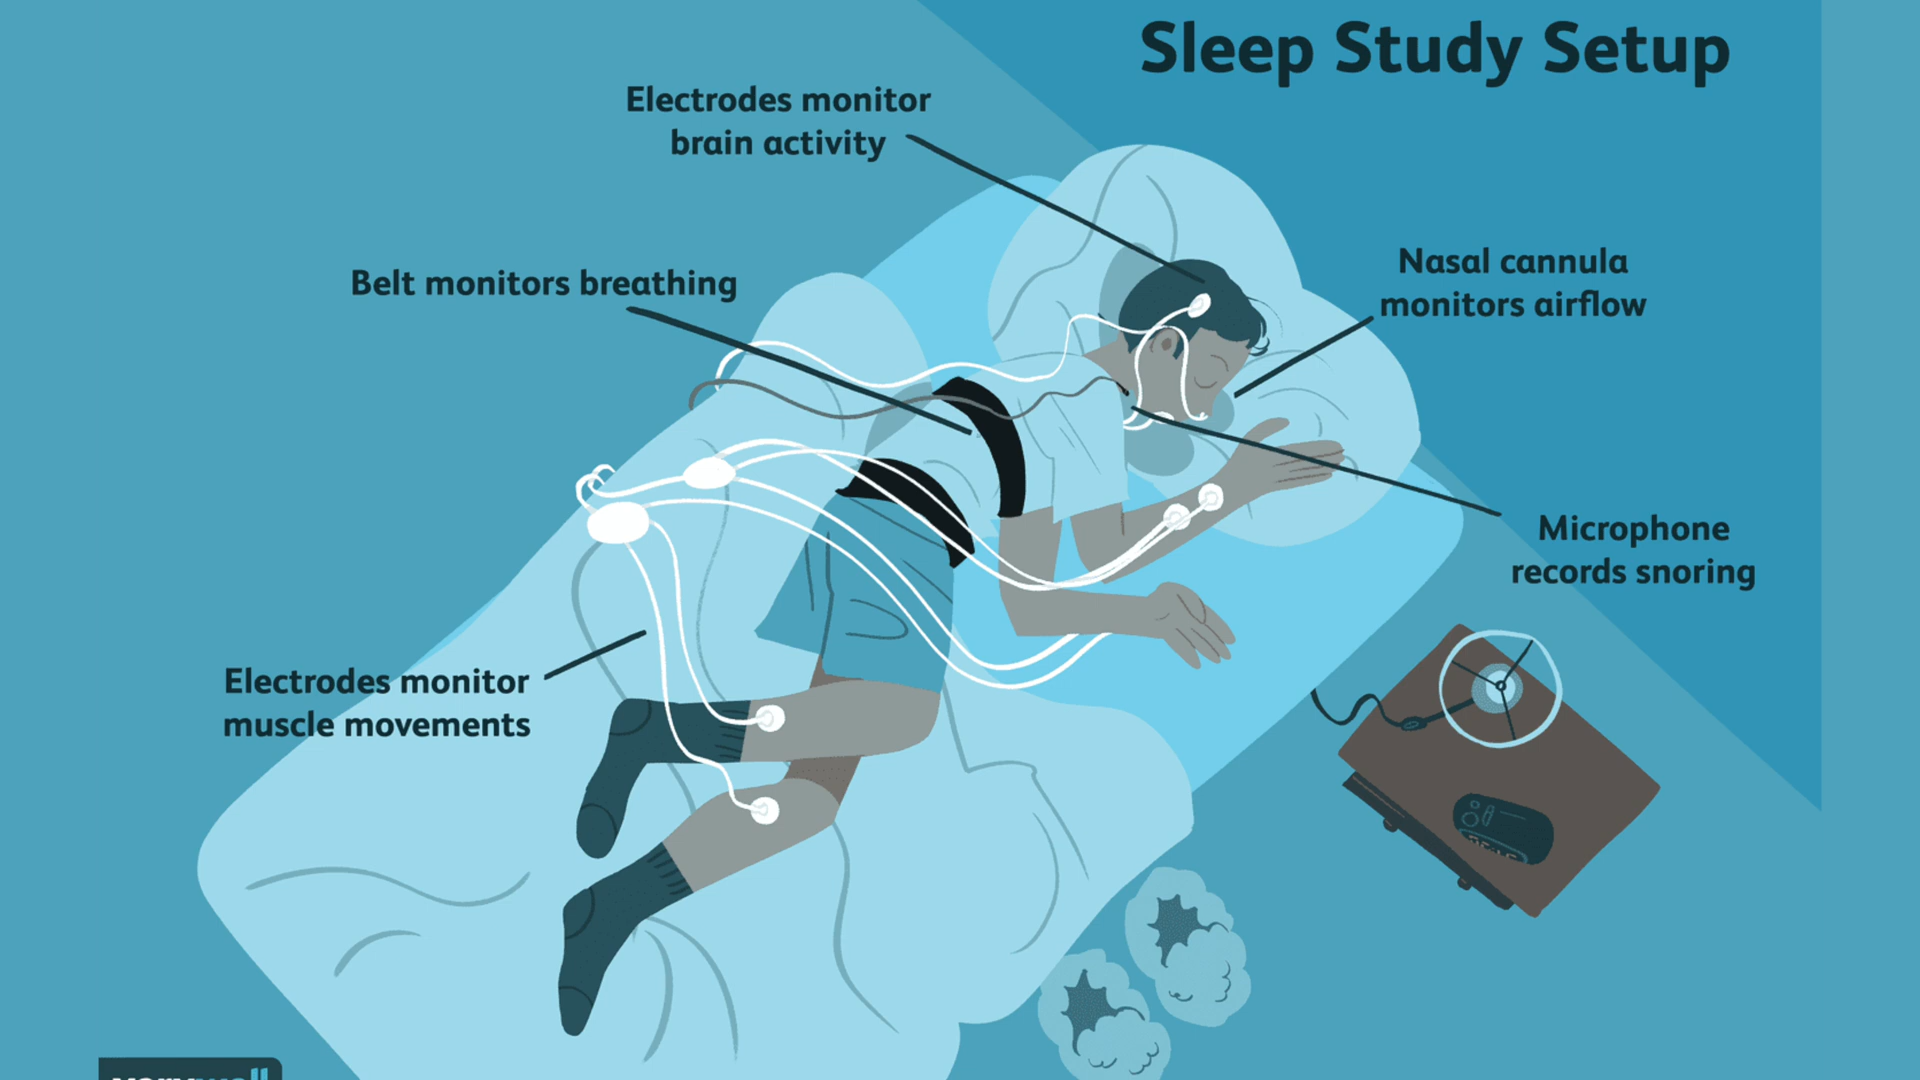 Sleep Study Setup
Electrodes monitor
brain activity
Nasal cannula
monitors airflow
Belt monitors breathing
Microphone
records snoring
Electrodes monitor
muscle movements